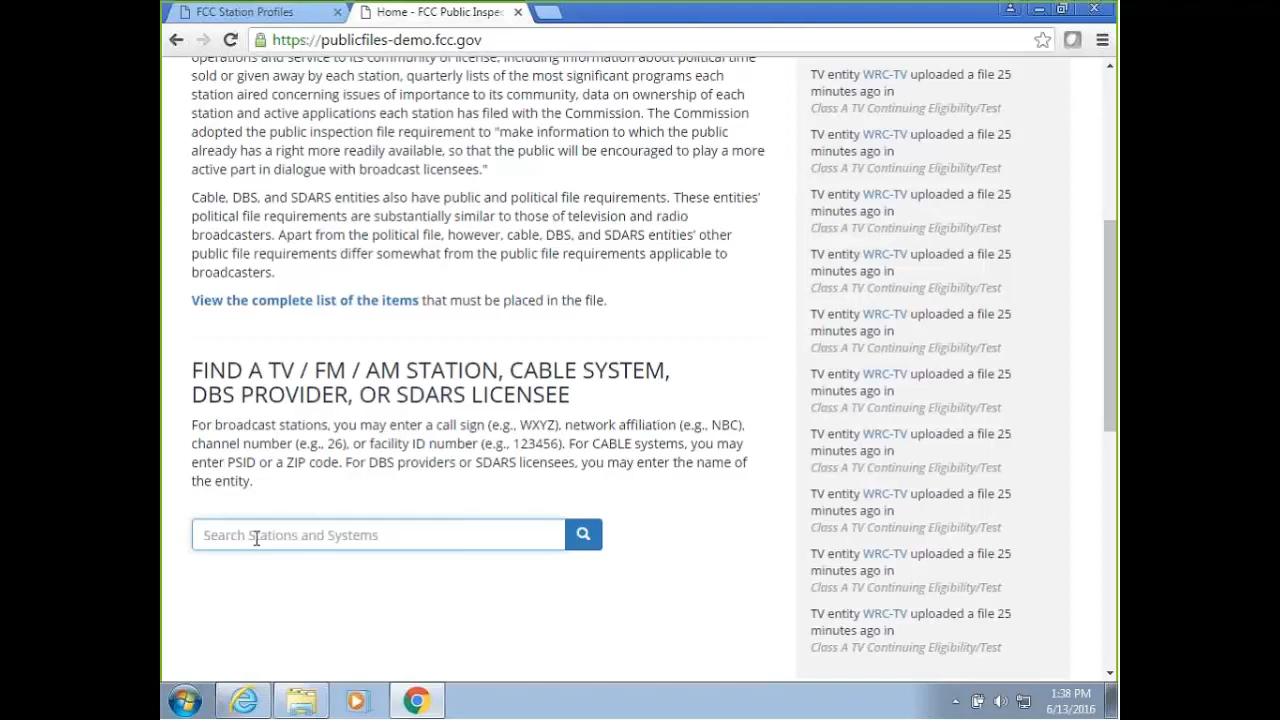 FCC Station Profiles
Home - FCC Public Inspec
https://publicfiles-demo.fcc.gov
operations and service to its community of license, including information about political time
sold or given away by each station, quarterly lists of the most significant programs each
station aired concerning issues of importance to its community, data on ownership of each
station and active applications each station has filed with the Commission. The Commission
adopted the public inspection file requirement to "make information to which the public
already has a right more readily available, so that the public will be encouraged to play a more
active part in dialogue with broadcast licensees."
Cable, DBS, and SDARS entities also have public and political file requirements. These entities'
political file requirements are substantially similar to those of television and radio
broadcasters. Apart from the political file, however, cable, DBS, and SDARS entities' other
public file requirements differ somewhat from the public file requirements applicable to
broadcasters.
View the complete list of the items that must be placed in the file.
FIND A TV / FM / AM STATION, CABLE SYSTEM,
DBS PROVIDER, OR SDARS LICENSEE
For broadcast stations, you may enter a call sign (e.g., WXYZ), network affiliation (e.g., NBC),
channel number (e.g., 26), or facility ID number (e.g., 123456). For CABLE systems, you may
enter PSID or a ZIP code. For DBS providers or SDARS licensees, you may enter the name of
the entity.
Search Stations and Systems
TV entity WRC-TV uploaded a file 25
minutes ago in
Class A TV Continuing Eligibility/Test
TV entity WRC-TV uploaded a file 25
minutes ago in
Class A TV Continuing Eligibility/Test
TV entity WRC-TV uploaded a file 25
minutes ago in
Class A TV Continuing Eligibility/Test
TV entity WRC-TV uploaded a file 25
minutes ago in
Class A TV Continuing Eligibility/Test
TV entity WRC-TV uploaded a file 25
minutes ago in
Class A TV Continuing Eligibility/Test
TV entity WRC-TV uploaded a file 25
minutes ago in
Class A TV Continuing Eligibility/Test
TV entity WRC-TV uploaded a file 25
minutes ago in
Class A TV Continuing Eligibility/Test
TV entity WRC-TV uploaded a file 25
minutes ago in
Class A TV Continuing Eligibility/Test
TV entity WRC-TV uploaded a file 25
minutes ago in
Class A TV Continuing Eligibility/Test
TV entity WRC-TV uploaded a file 25
minutes ago in
Class A TV Continuing Eligibility/Test
1:38 PM
6/13/2016